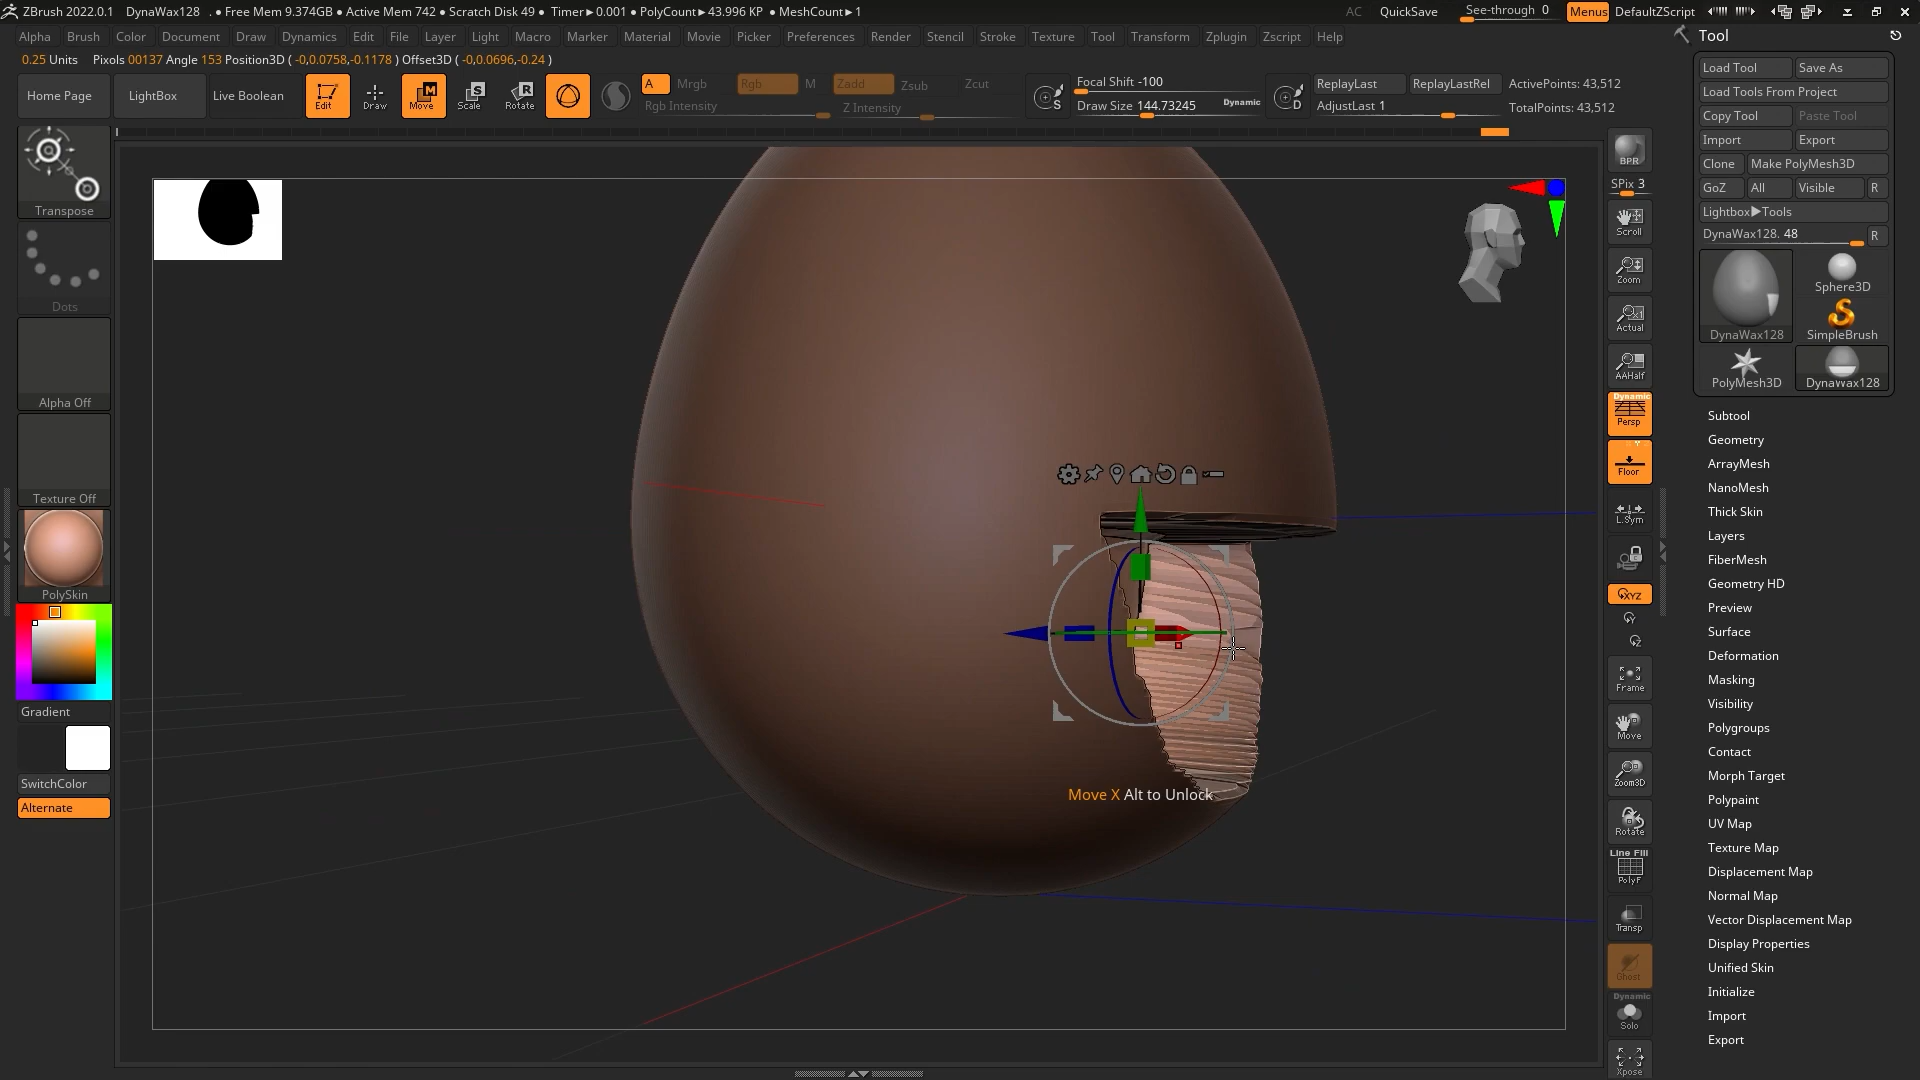 ZBrush 2022.0.1 DynaWax128 . • Free Mem 9.374GB • Active Mem 742 • Scratch Disk 49 • Timer▶0.001 • PolyCount▶43.996 KP • MeshCount▶1 AC QuickSave See-through 0 Menus DefaultZScript
Alpha Brush Color Document Draw Dynamics Edit File Layer Light Macro Marker Material Movie Picker Preferences Render Stencil Stroke Texture Tool Transform Zplugin Zscript Help
0.25 Units Pixols 00137 Angle 153 Position3D ( -0,0.0758,-0.1178 ) Offset3D ( -0,0.0696,-0.24 )
Home Page LightBox Live Boolean Edit Draw Move Scale Rotate
A Mrgb Rgb M Zadd Zsub Zcut
Rgb Intensity Z Intensity
Focal Shift -100
Draw Size 144.73245 Dynamic
ReplayLast ReplayLastRel ActivePoints: 43,512
AdjustLast 1 TotalPoints: 43,512
Transpose
Dots
Alpha Off
Texture Off
PolySkin
Gradient
SwitchColor
Alternate
Move X Alt to Unlock
BPR
SPix 3
Scroll
Zoom
Actual
AAHalf
Dynamic
Persp
Floor
L.Sym
XYZ
Frame
Move
Zoom3D
Rotate
Line Fill
PolyF
Transp
Ghost
Dynamic
Solo
Xpose
Tool
Load Tool Save As
Load Tools From Project
Copy Tool Paste Tool
Import Export
Clone Make PolyMesh3D
GoZ All Visible R
Lightbox▶Tools
DynaWax128. 48 R
DynaWax128 Sphere3D
SimpleBrush
PolyMesh3D DynaWax128
Subtool
Geometry
ArrayMesh
NanoMesh
Thick Skin
Layers
FiberMesh
Geometry HD
Preview
Surface
Deformation
Masking
Visibility
Polygroups
Contact
Morph Target
Polypaint
UV Map
Texture Map
Displacement Map
Normal Map
Vector Displacement Map
Display Properties
Unified Skin
Initialize
Import
Export